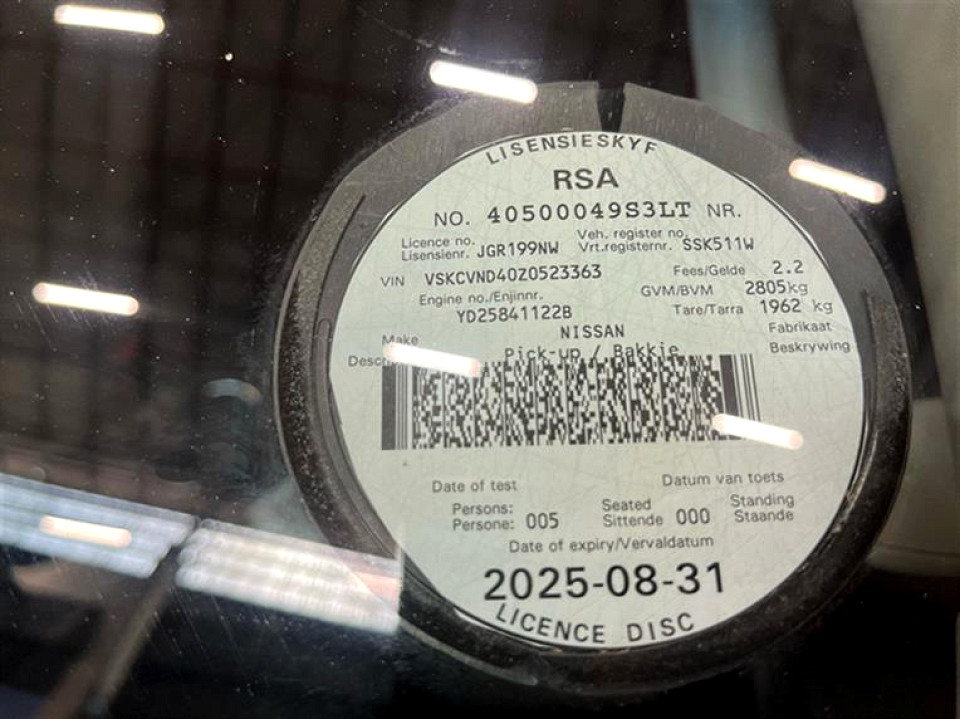 LISENSIESKYF
RSA
NO. 40500049S3LT NR.
Licence no. Veh. register no.
Lisensienr. JGR199NW Vrt.registernr. SSK511W
VIN VSKCVND40Z0523363 Fees/Gelde 2.2
Engine no./Enjinnr. GVM/BVM 2805kg
YD25841122B Tare/Tarra 1962 kg
Make NISSAN Fabrikaat
Pick-up / Bakkie Beskrywing
Date of test Datum van toets
Persons: Seated Standing
Persone: 005 Sittende 000 Staande
Date of expiry/Vervaldatum
2025-08-31
LICENCE DISC